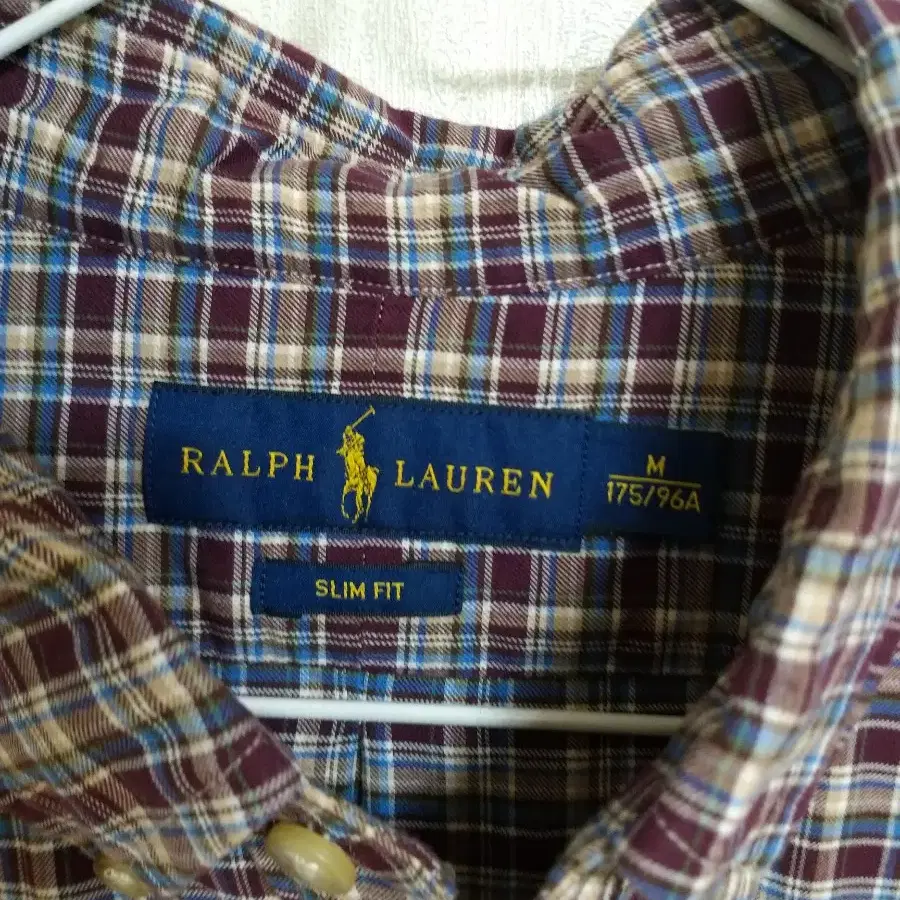 RALPH LAUREN
M
175/96A
SLIM FIT